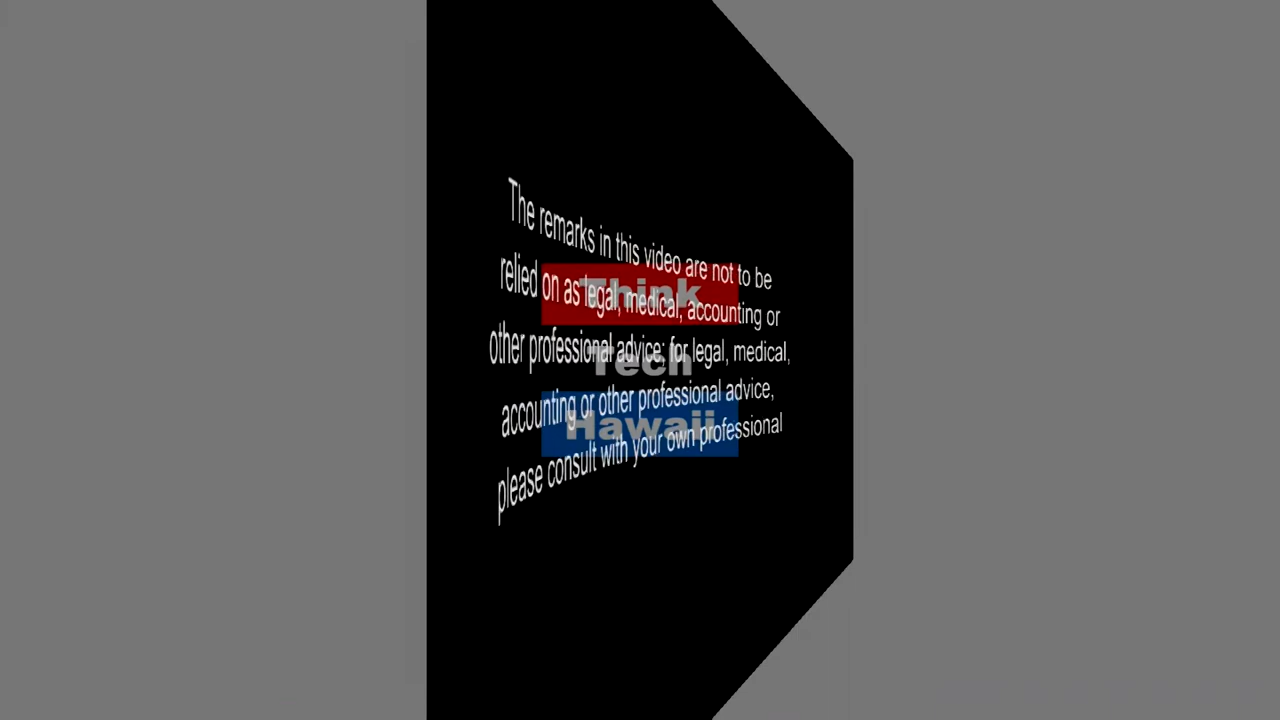 The remarks in this video are not to be
relied on as legal, medical, accounting or
other professional advice; for legal, medical,
accounting or other professional advice,
please consult with your own professional
Think
Tech
Hawaii